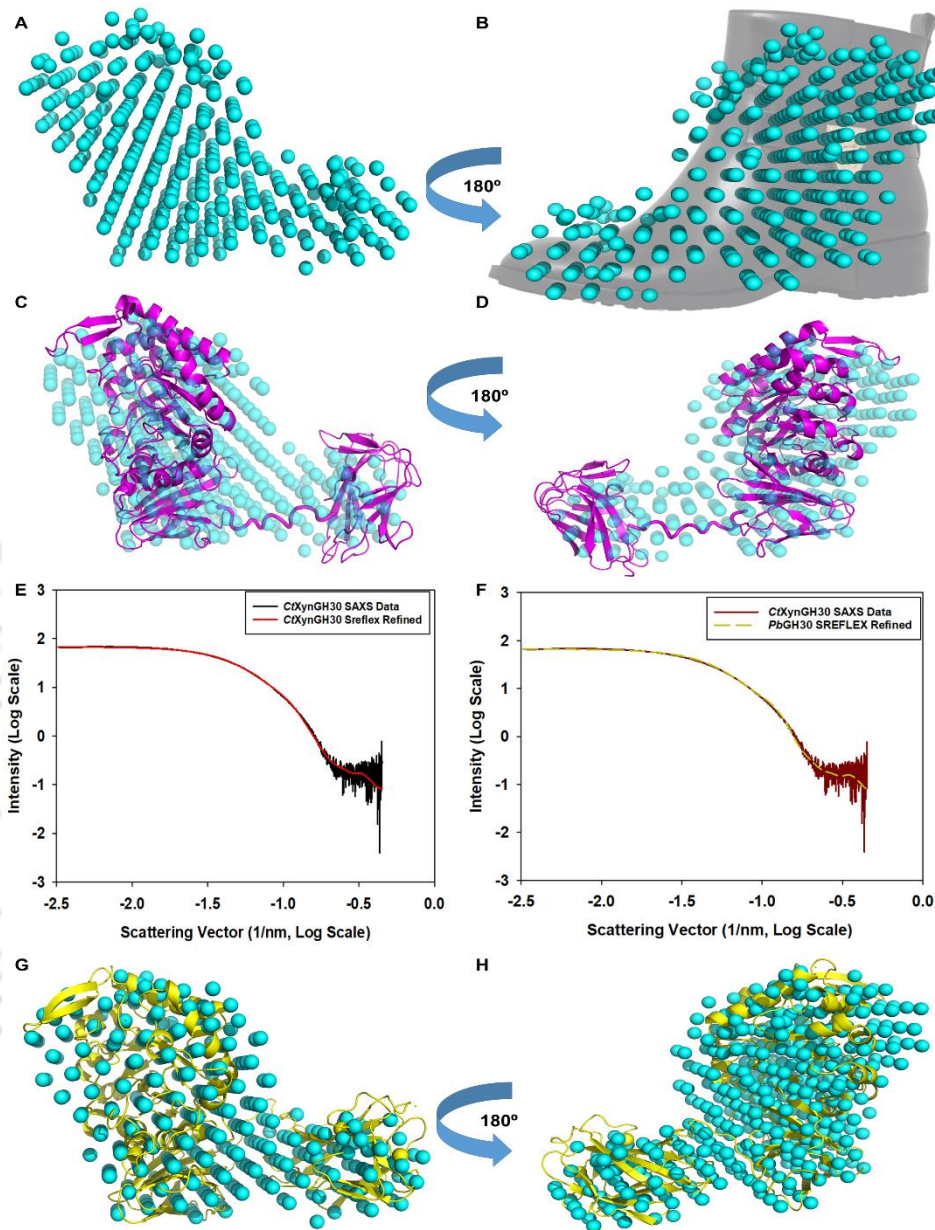 A
B
180º
C
D
180º
E
F
3
2
1
0
-1
-2
-3
Intensity (Log Scale)
CtXynGH30 SAXS Data
CtXynGH30 Sreflex Refined
-2.5 -2.0 -1.5 -1.0 -0.5 0.0
Scattering Vector (1/nm, Log Scale)
3
2
1
0
-1
-2
-3
Intensity (Log Scale)
CtXynGH30 SAXS Data
PbGH30 SREFLEX Refined
-2.5 -2.0 -1.5 -1.0 -0.5 0.0
Scattering Vector (1/nm, Log Scale)
G
H
180º